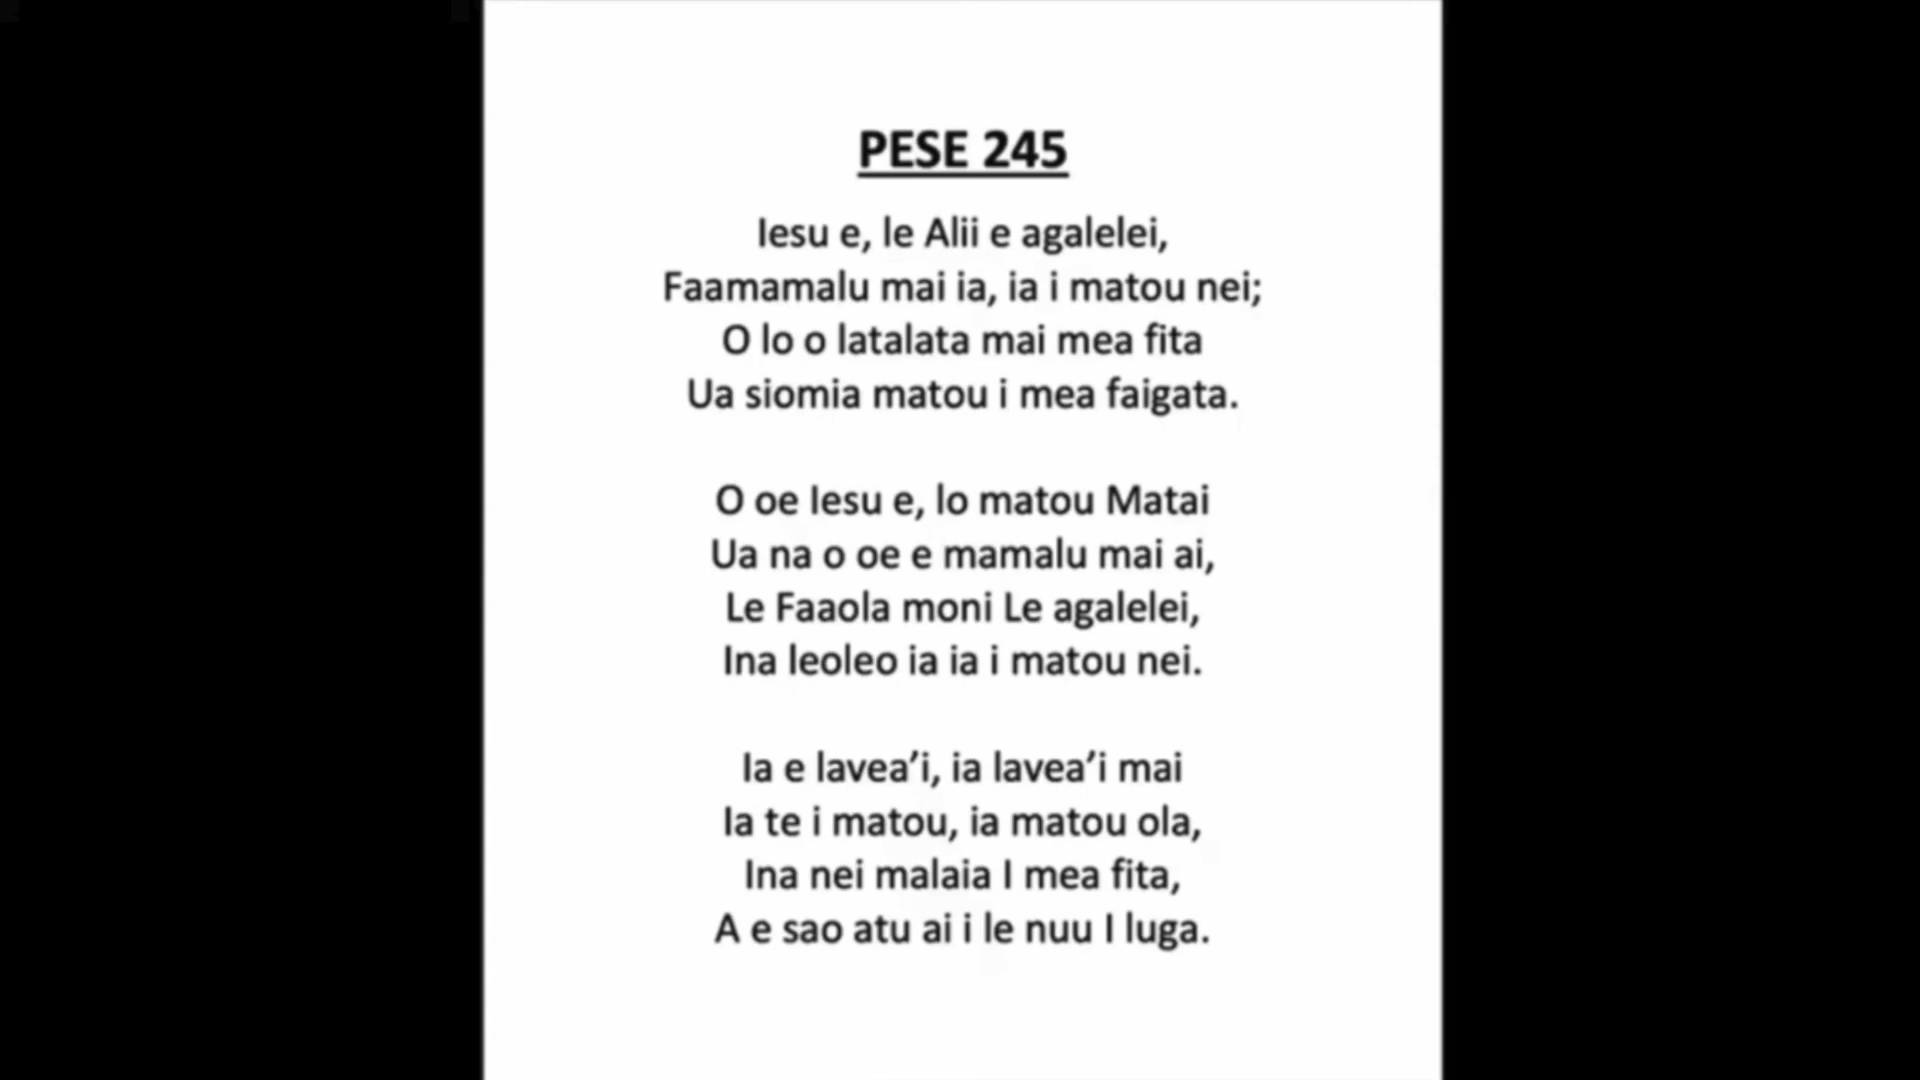 PESE 245
Iesu e, le Alii e agalelei,
Faamamalu mai ia, ia i matou nei;
O lo o latalata mai mea fita
Ua siomia matou i mea faigata.
O oe Iesu e, lo matou Matai
Ua na o oe e mamalu mai ai,
Le Faaola moni Le agalelei,
Ina leoleo ia ia i matou nei.
Ia e lavea’i, ia lavea’i mai
Ia te i matou, ia matou ola,
Ina nei malaia I mea fita,
A e sao atu ai i le nuu I luga.